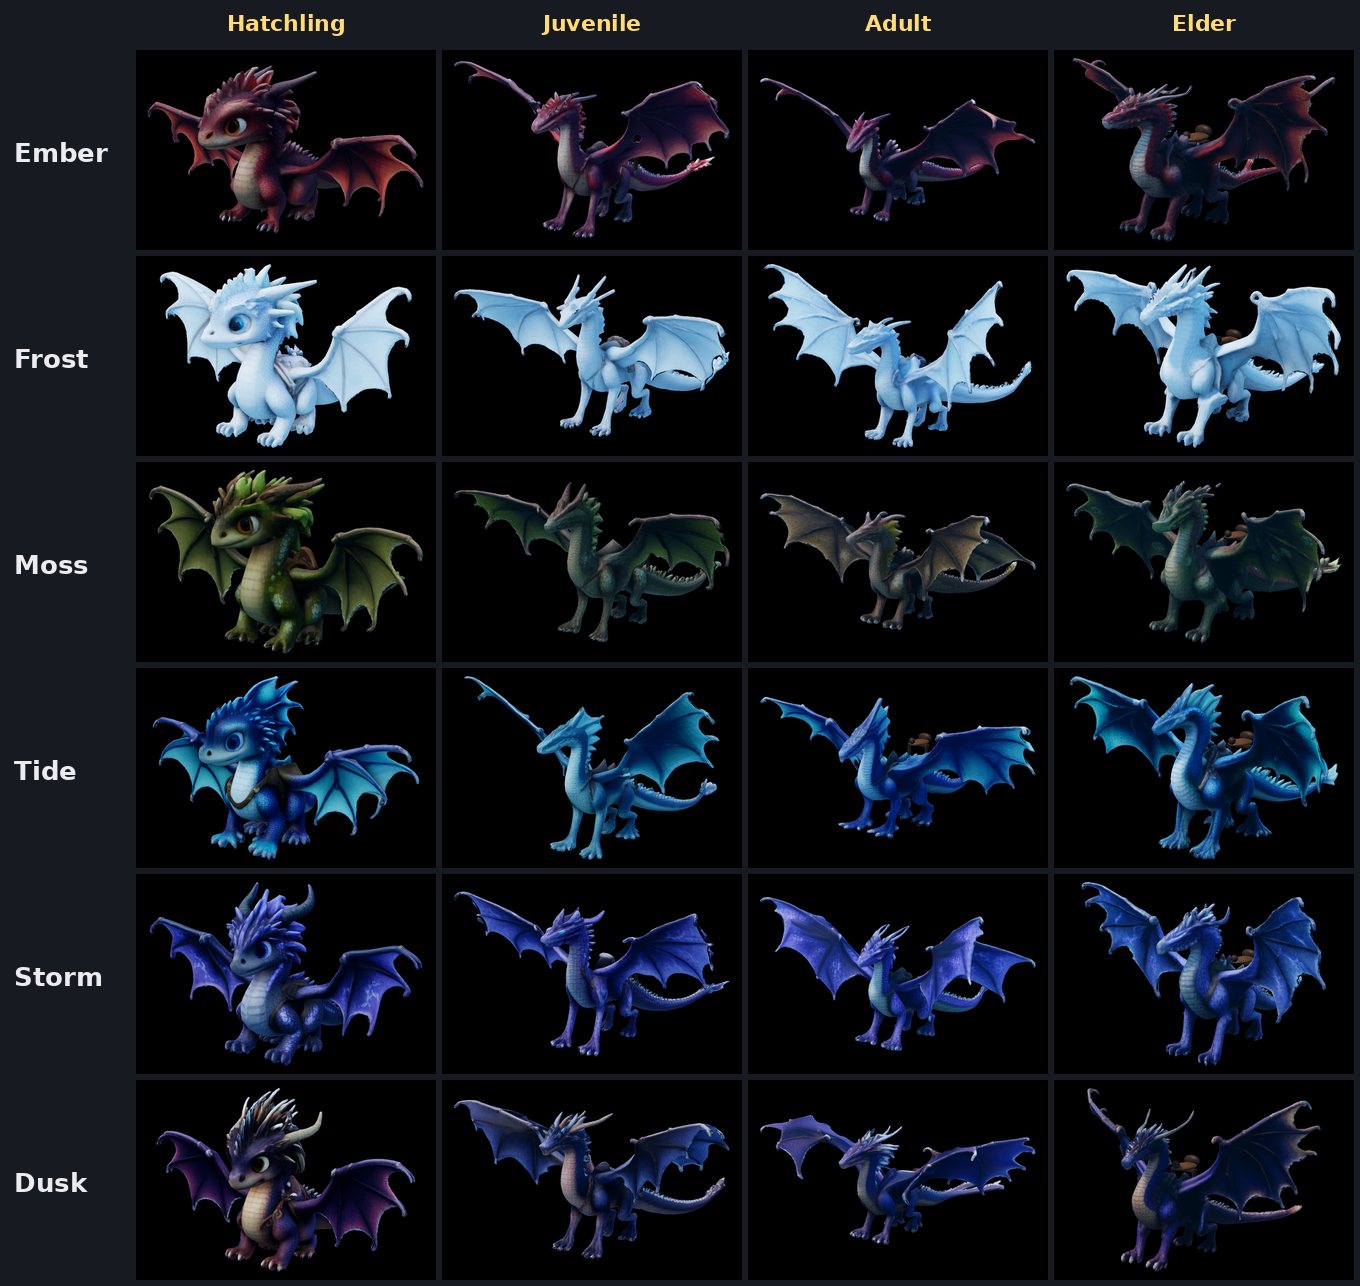 Hatchling Juvenile Adult Elder
Ember
Frost
Moss
Tide
Storm
Dusk